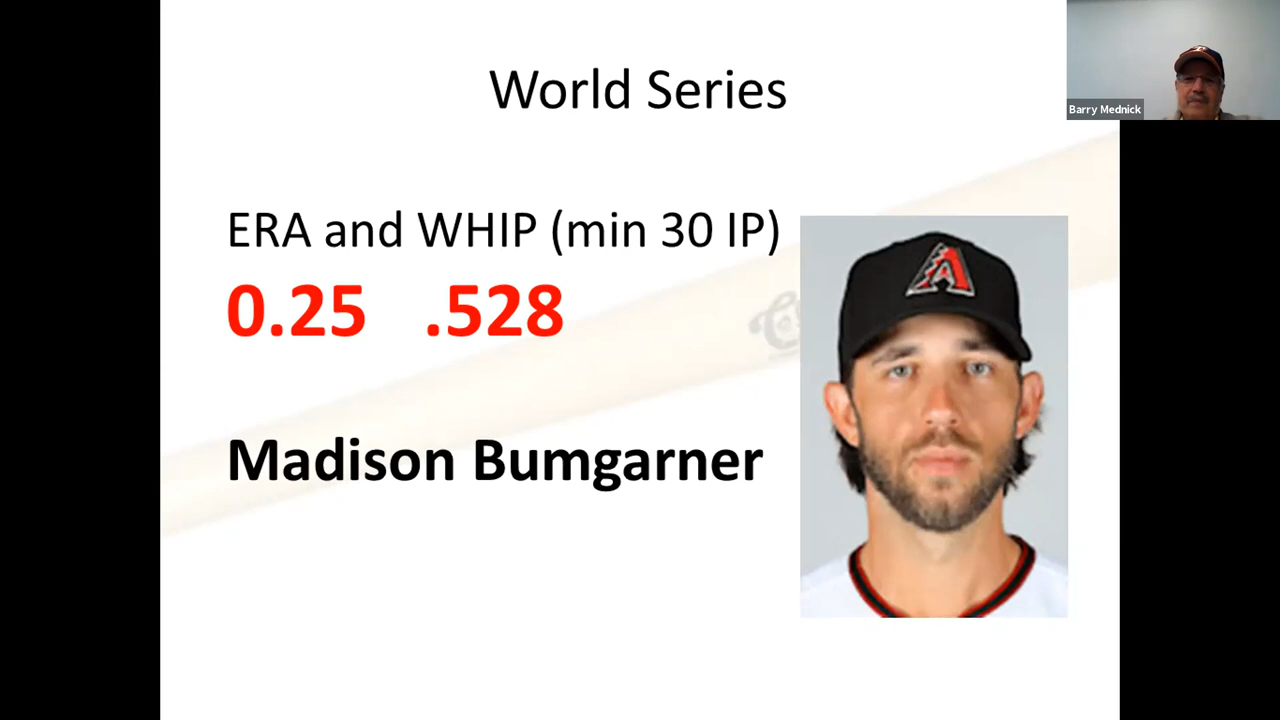 World Series
Barry Mednick
ERA and WHIP (min 30 IP)
0.25 .528
Madison Bumgarner
A